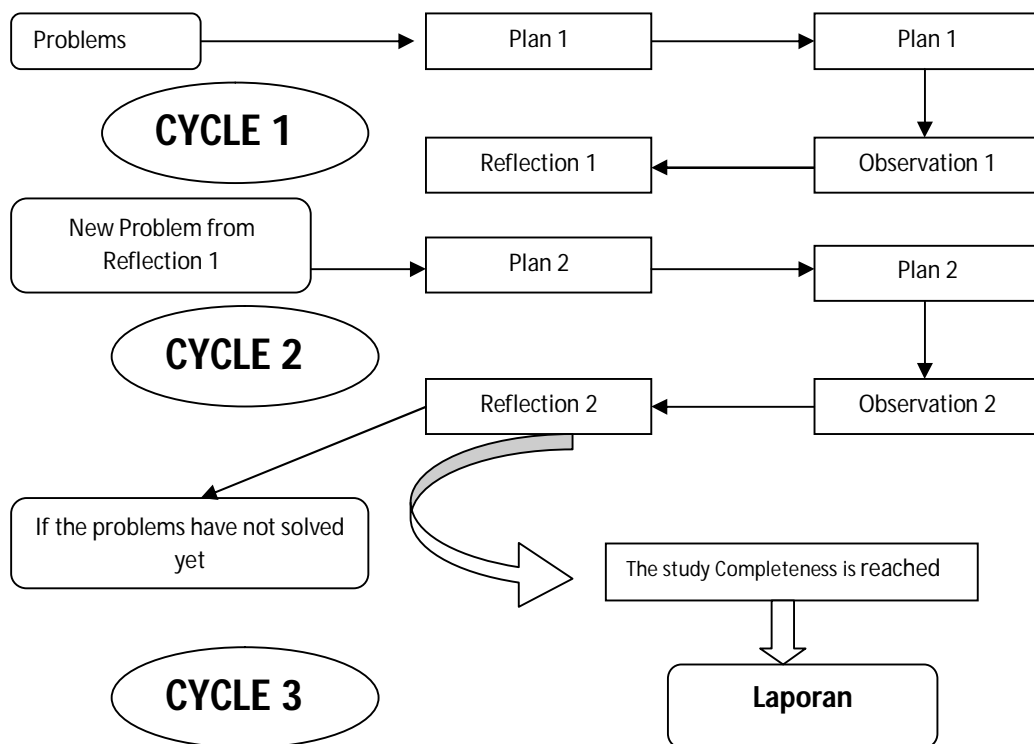 Problems
Plan 1
Plan 1
CYCLE 1
Reflection 1
Observation 1
New Problem from
Reflection 1
Plan 2
Plan 2
CYCLE 2
Reflection 2
Observation 2
If the problems have not solved
yet
The study Completeness is reached
CYCLE 3
Laporan